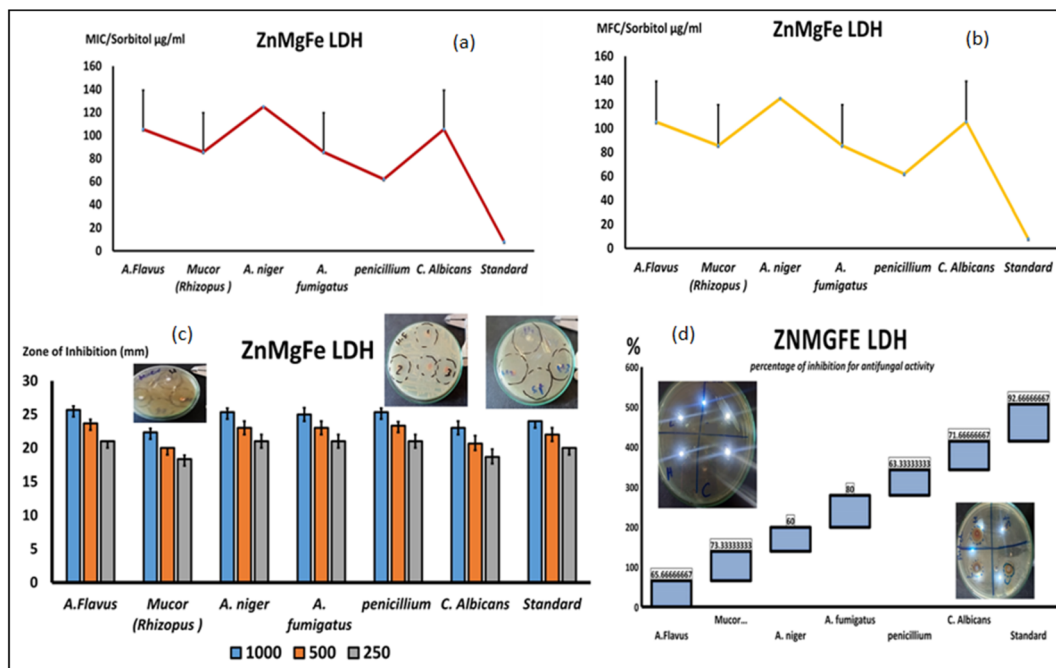 MIC/Sorbitol µg/ml
ZnMgFe LDH
(a)
160
140
120
100
80
60
40
20
0
A.Flavus
Mucor
(Rhizopus )
A. niger
A.
fumigatus
penicillium
C. Albicans
Standard
MFC/Sorbitol µg/ml
ZnMgFe LDH
(b)
160
140
120
100
80
60
40
20
0
A.Flavus
Mucor
(Rhizopus )
A. niger
A.
fumigatus
penicillium
C. Albicans
Standard
(c)
Zone of Inhibition (mm)
ZnMgFe LDH
30
25
20
15
10
5
0
A.Flavus
Mucor
(Rhizopus )
A. niger
A.
fumigatus
penicillium
C. Albicans
Standard
1000 500 250
(d)
ZNMGFE LDH
%
percentage of inhibition for antifungal activity
600
500
400
300
200
100
0
65.66666667
73.33333333
60
80
63.33333333
71.66666667
92.66666667
C
A.Flavus
Mucor...
A. niger
A. fumigatus
penicillium
C. Albicans
Standard